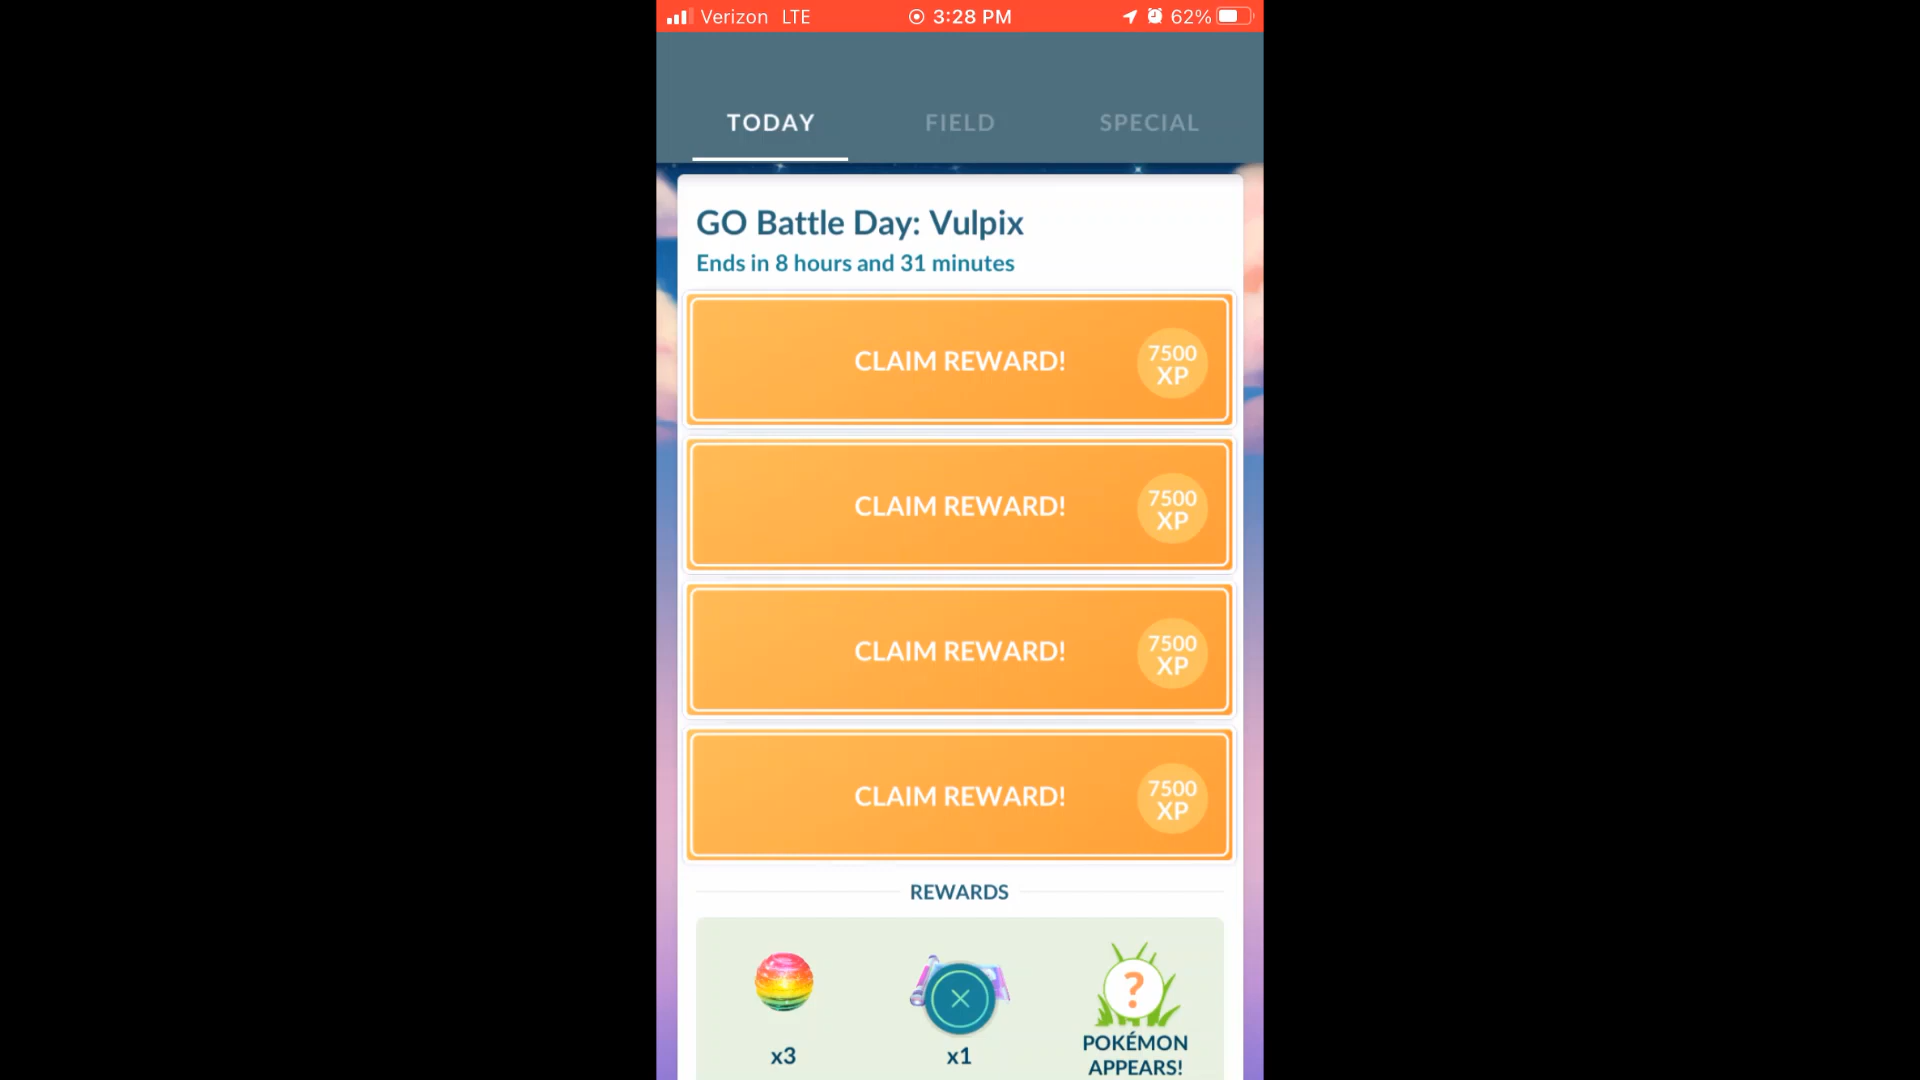 Verizon LTE 3:28 PM 62%
TODAY FIELD SPECIAL
GO Battle Day: Vulpix
Ends in 8 hours and 31 minutes
CLAIM REWARD! 7500 XP
CLAIM REWARD! 7500 XP
CLAIM REWARD! 7500 XP
CLAIM REWARD! 7500 XP
REWARDS
?
x3 x1 POKÉMON
APPEARS!